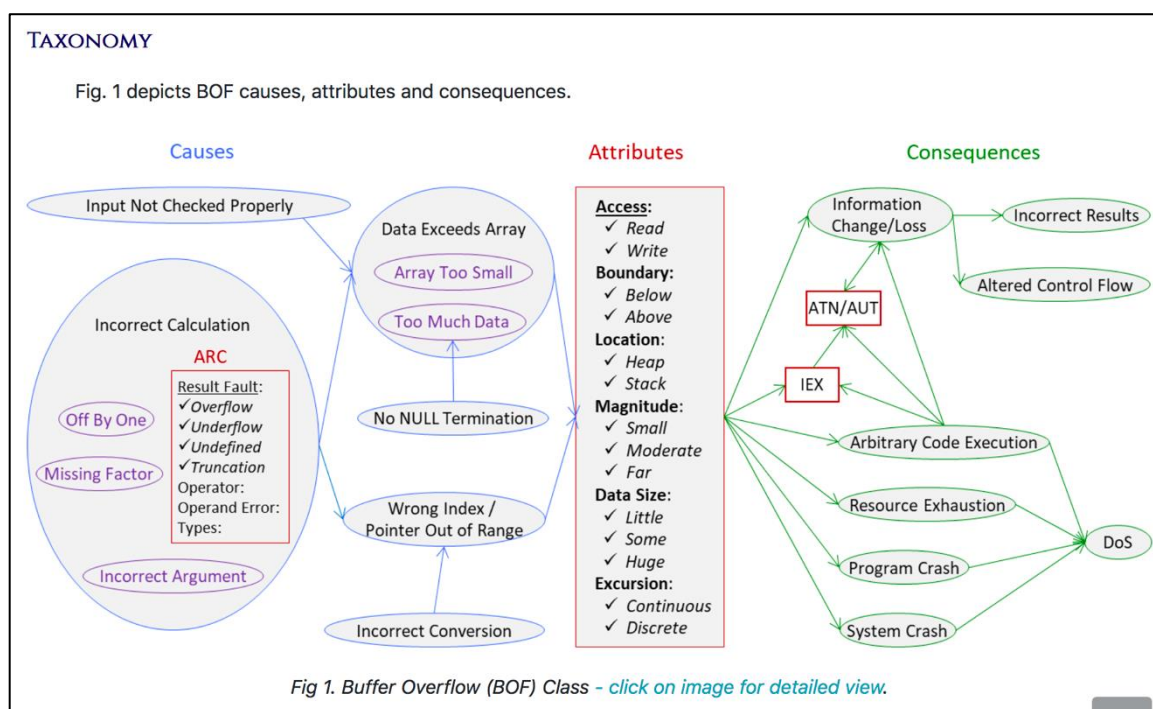 TAXONOMY
Fig. 1 depicts BOF causes, attributes and consequences.
Causes
Input Not Checked Properly
Incorrect Calculation
ARC
Result Fault:
✓Overflow
✓Underflow
✓Undefined
✓Truncation
Operator:
Operand Error:
Types:
Off By One
Missing Factor
Incorrect Argument
Data Exceeds Array
Array Too Small
Too Much Data
No NULL Termination
Wrong Index /
Pointer Out of Range
Incorrect Conversion
Attributes
Access:
✓ Read
✓ Write
Boundary:
✓ Below
✓ Above
Location:
✓ Heap
✓ Stack
Magnitude:
✓ Small
✓ Moderate
✓ Far
Data Size:
✓ Little
✓ Some
✓ Huge
Excursion:
✓ Continuous
✓ Discrete
Consequences
Information
Change/Loss
Incorrect Results
Altered Control Flow
ATN/AUT
IEX
Arbitrary Code Execution
Resource Exhaustion
Program Crash
System Crash
DoS
Fig 1. Buffer Overflow (BOF) Class - click on image for detailed view.